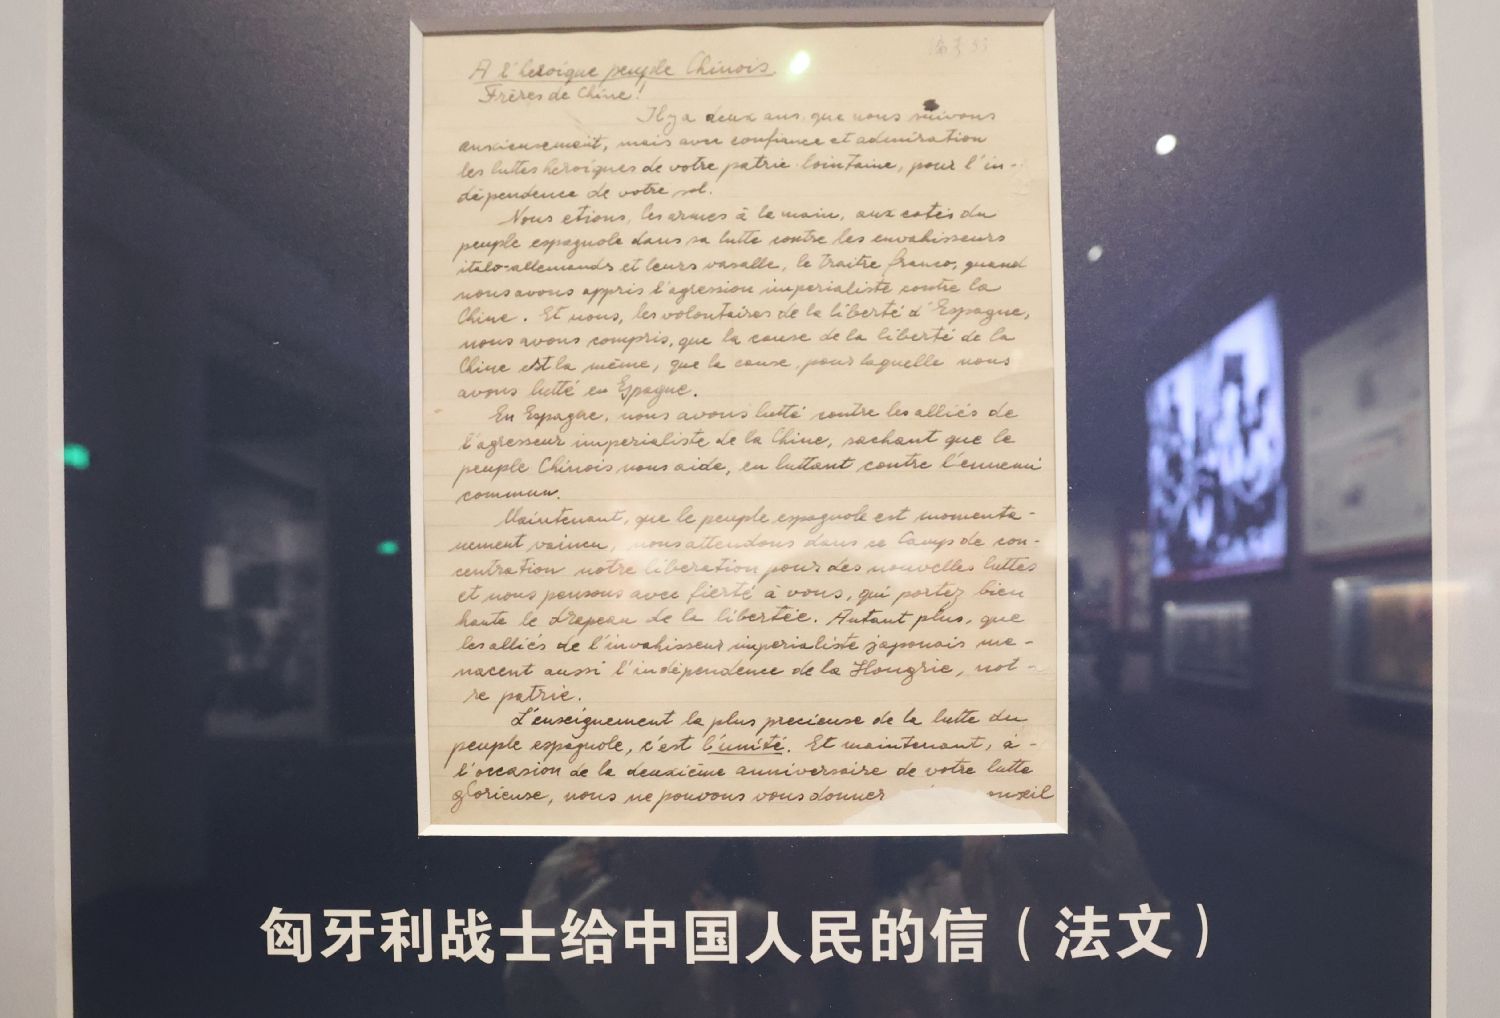 A l'heroïque peuple Chinois
Frères de Chine!
Il y a deux ans que nous suivons
anxieusement, mais avec confiance et admiration
les luttes heroïques de votre patrie lointaine, pour l'in-
dépendence de votre sol.
Nous etions, les armes à la main, aux cotés du
peuple espagnole dans sa lutte contre les envahisseurs
italo-allemands et leurs vasalle, le traitre Franco, quand
nous avons appris l'agression imperialiste contre la
Chine. Et nous, les volontaires de la liberté d'Espagne,
nous avons compris, que la cause de la liberté de la
Chine est la même, que la cause, pour laquelle nous
avons lutté en Espagne.
En Espagne, nous avons lutté contre les alliés de
l'agresseur imperialiste de la Chine, sachant que le
peuple Chinois nous aide, en luttant contre l'ennemi
commun.
Maintenant, que le peuple espagnole est momenta-
nement vaincu, nous attendons dans ce Camp de con-
centration notre liberation pour des nouvelles luttes
et nous pensons avec fierté à vous, qui portez bien
haute le drapeau de la libertée. Autant plus, que
les alliés de l'invahisseur imperialiste japonais me-
nacent aussi l'indépendence de la Hongrie, not-
re patrie.
L'enseignement la plus precieuse de la lutte du
peuple espagnole, c'est l'unité. Et maintenant, à
l'occasion de la deuxième anniversaire de votre lutte
glorieuse, nous ne pouvons vous donner
匈牙利战士给中国人民的信（法文）